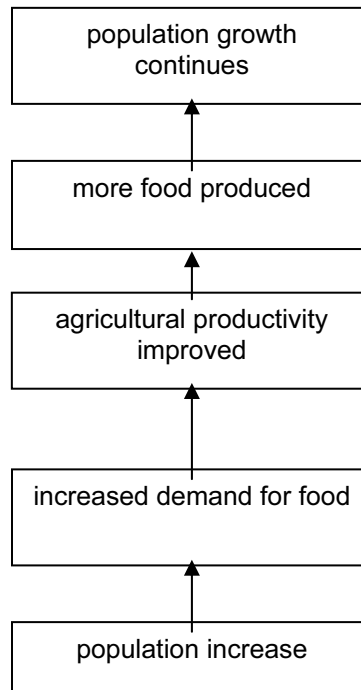 population growth
continues
more food produced
agricultural productivity
improved
increased demand for food
population increase